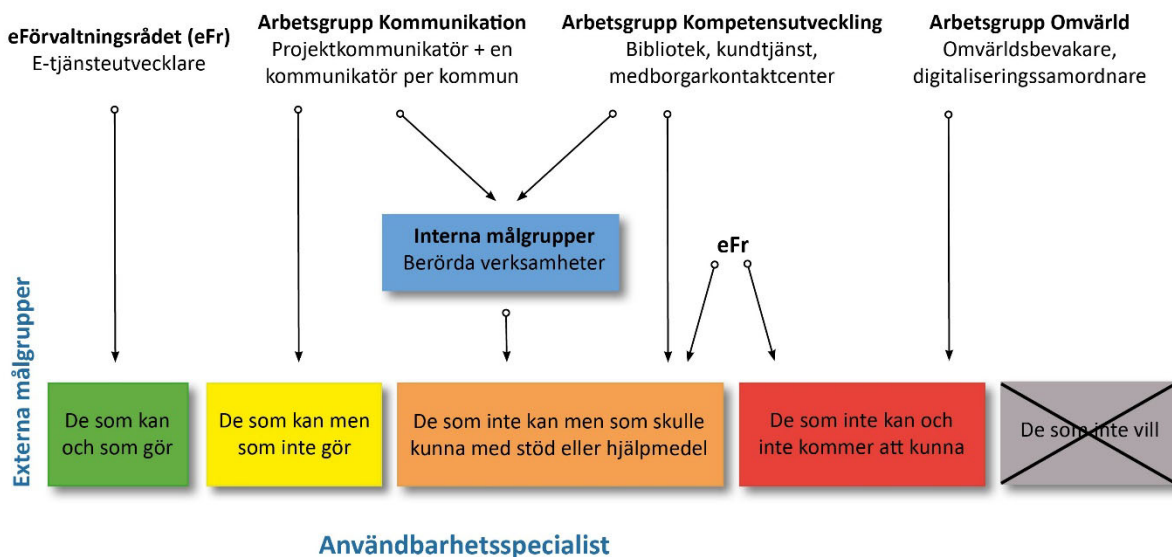 eFörvaltningsrådet (eFr)
E-tjänsteutvecklare
Arbetsgrupp Kommunikation
Projektkommunikatör + en
kommunikatör per kommun
Arbetsgrupp Kompetensutveckling
Bibliotek, kundtjänst,
medborgarkontaktcenter
Arbetsgrupp Omvärld
Omvärldsbevakare,
digitaliseringssamordnare
Interna målgrupper
Berörda verksamheter
eFr
Externa målgrupper
De som kan
och som gör
De som kan men
som inte gör
De som inte kan men som skulle
kunna med stöd eller hjälpmedel
De som inte kan och
inte kommer att kunna
De som inte vill
Användbarhetsspecialist